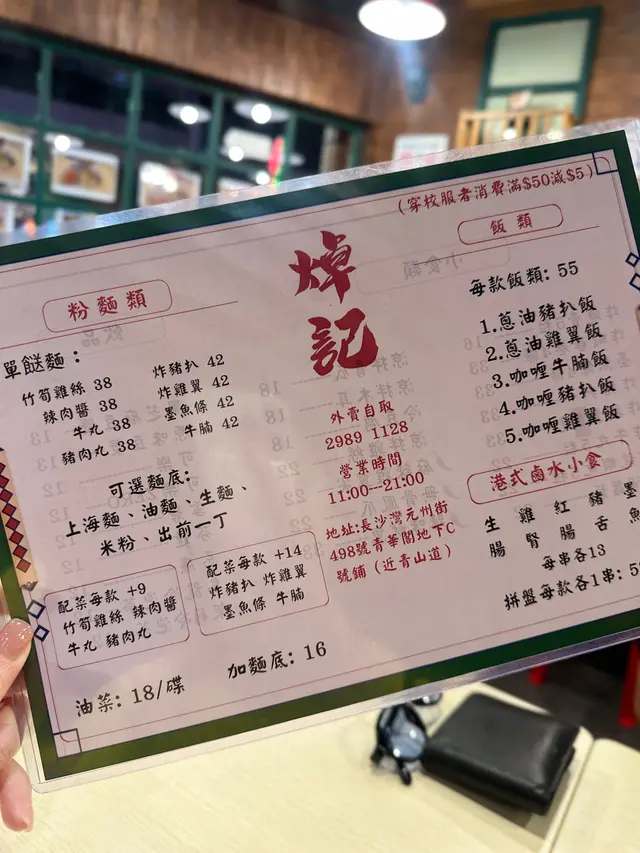 (穿校服者消費滿$50減$5)
焯
記
粉麵類
單餸麵：
竹筍雞絲 38
辣肉醬 38
牛丸 38
豬肉丸 38
炸豬扒 42
炸雞翼 42
墨魚條 42
牛腩 42
可選麵底：
上海麵、油麵、生麵、
米粉、出前一丁
配菜每款 +9
竹筍雞絲 辣肉醬
牛丸 豬肉丸
配菜每款 +14
炸豬扒 炸雞翼
墨魚條 牛腩
油菜: 18/碟
加麵底: 16
外賣自取
2989 1128
營業時間
11:00--21:00
地址:長沙灣元州街
498號青華閣地下C
號鋪 (近青山道)
飯類
每款飯類: 55
1.蔥油豬扒飯
2.蔥油雞翼飯
3.咖喱牛腩飯
4.咖喱豬扒飯
5.咖喱雞翼飯
港式鹵水小食
生腸 雞腎 紅腸 豬舌 墨魚
每串各13
拼盤每款各1串: